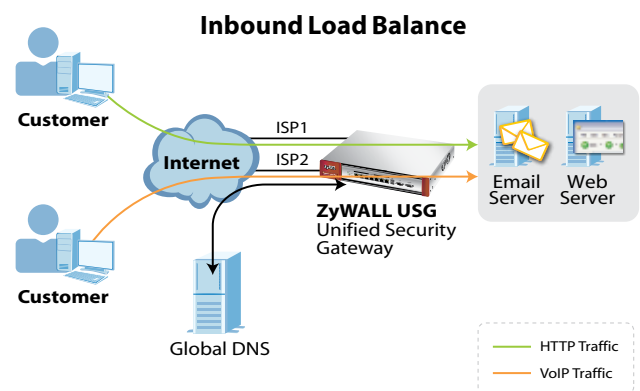 Inbound Load Balance
Customer
ISP1
Internet
ISP2
Email
Server
Web
Server
ZyWALL USG
Unified Security
Gateway
Customer
Global DNS
HTTP Traffic
VoIP Traffic